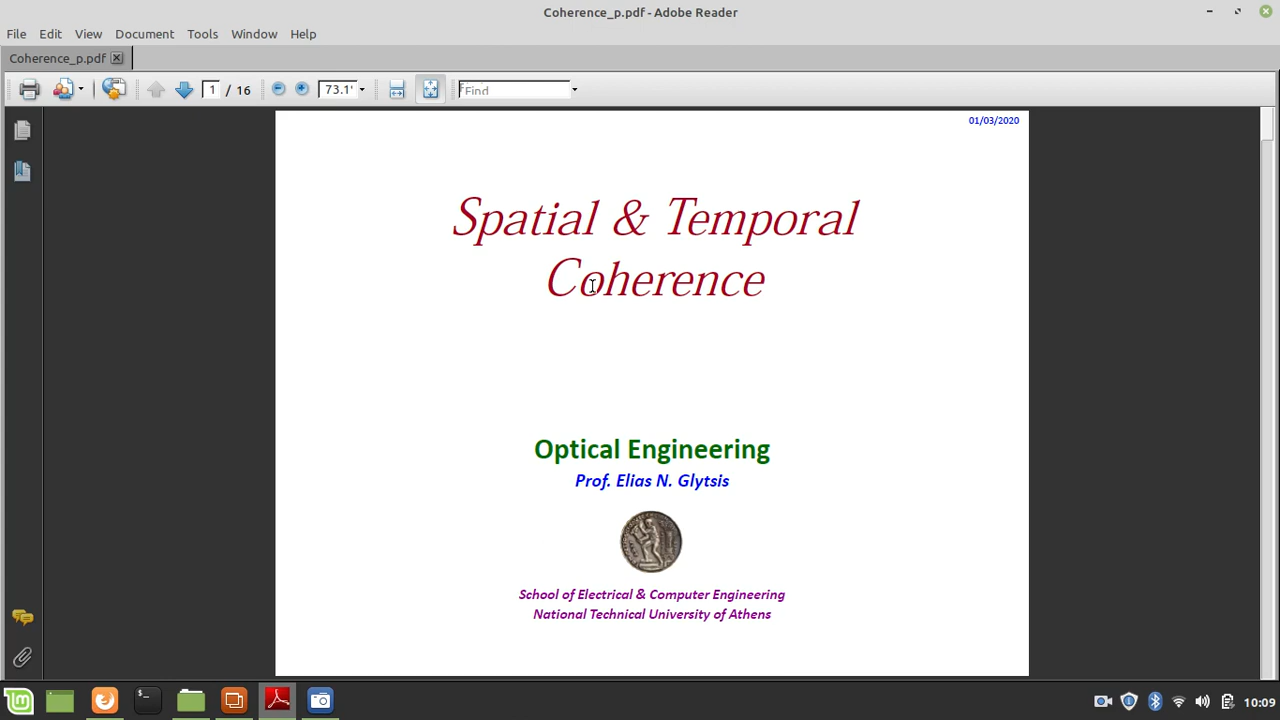 Coherence_p.pdf - Adobe Reader
File Edit View Document Tools Window Help
Coherence_p.pdf
1 / 16 73.1' Find
01/03/2020
Spatial & Temporal
Coherence
Optical Engineering
Prof. Elias N. Glytsis
School of Electrical & Computer Engineering
National Technical University of Athens
10:09